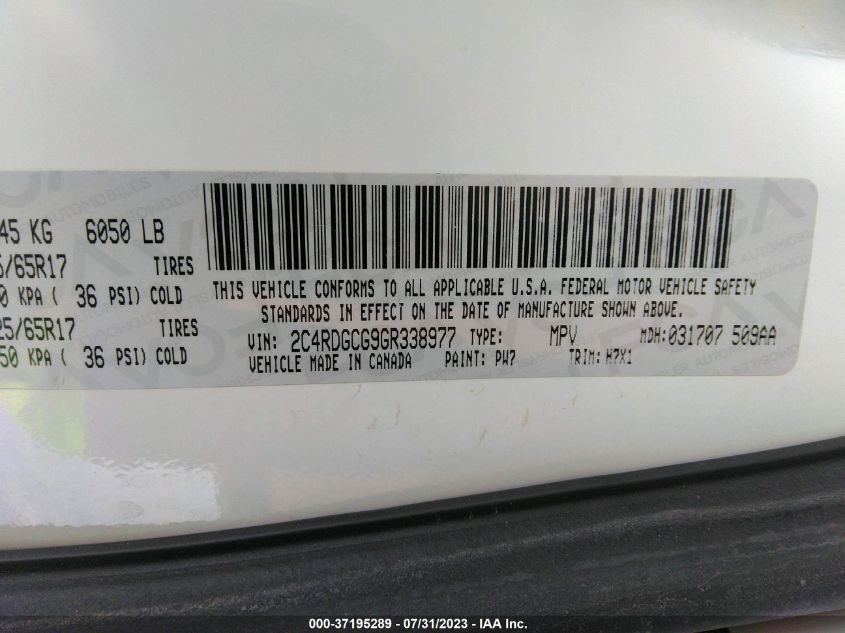 45 KG 6050 LB
/65R17 TIRES
0 KPA ( 36 PSI) COLD
25/65R17 TIRES
50 KPA ( 36 PSI) COLD
THIS VEHICLE CONFORMS TO ALL APPLICABLE U.S.A. FEDERAL MOTOR VEHICLE SAFETY
STANDARDS IN EFFECT ON THE DATE OF MANUFACTURE SHOWN ABOVE.
VIN: 2C4RDGCG9GR338977 TYPE: MPV MDH: 031707 509AA
VEHICLE MADE IN CANADA PAINT: PW7 TRIM: H7X1
000-37195289 - 07/31/2023 - IAA Inc.